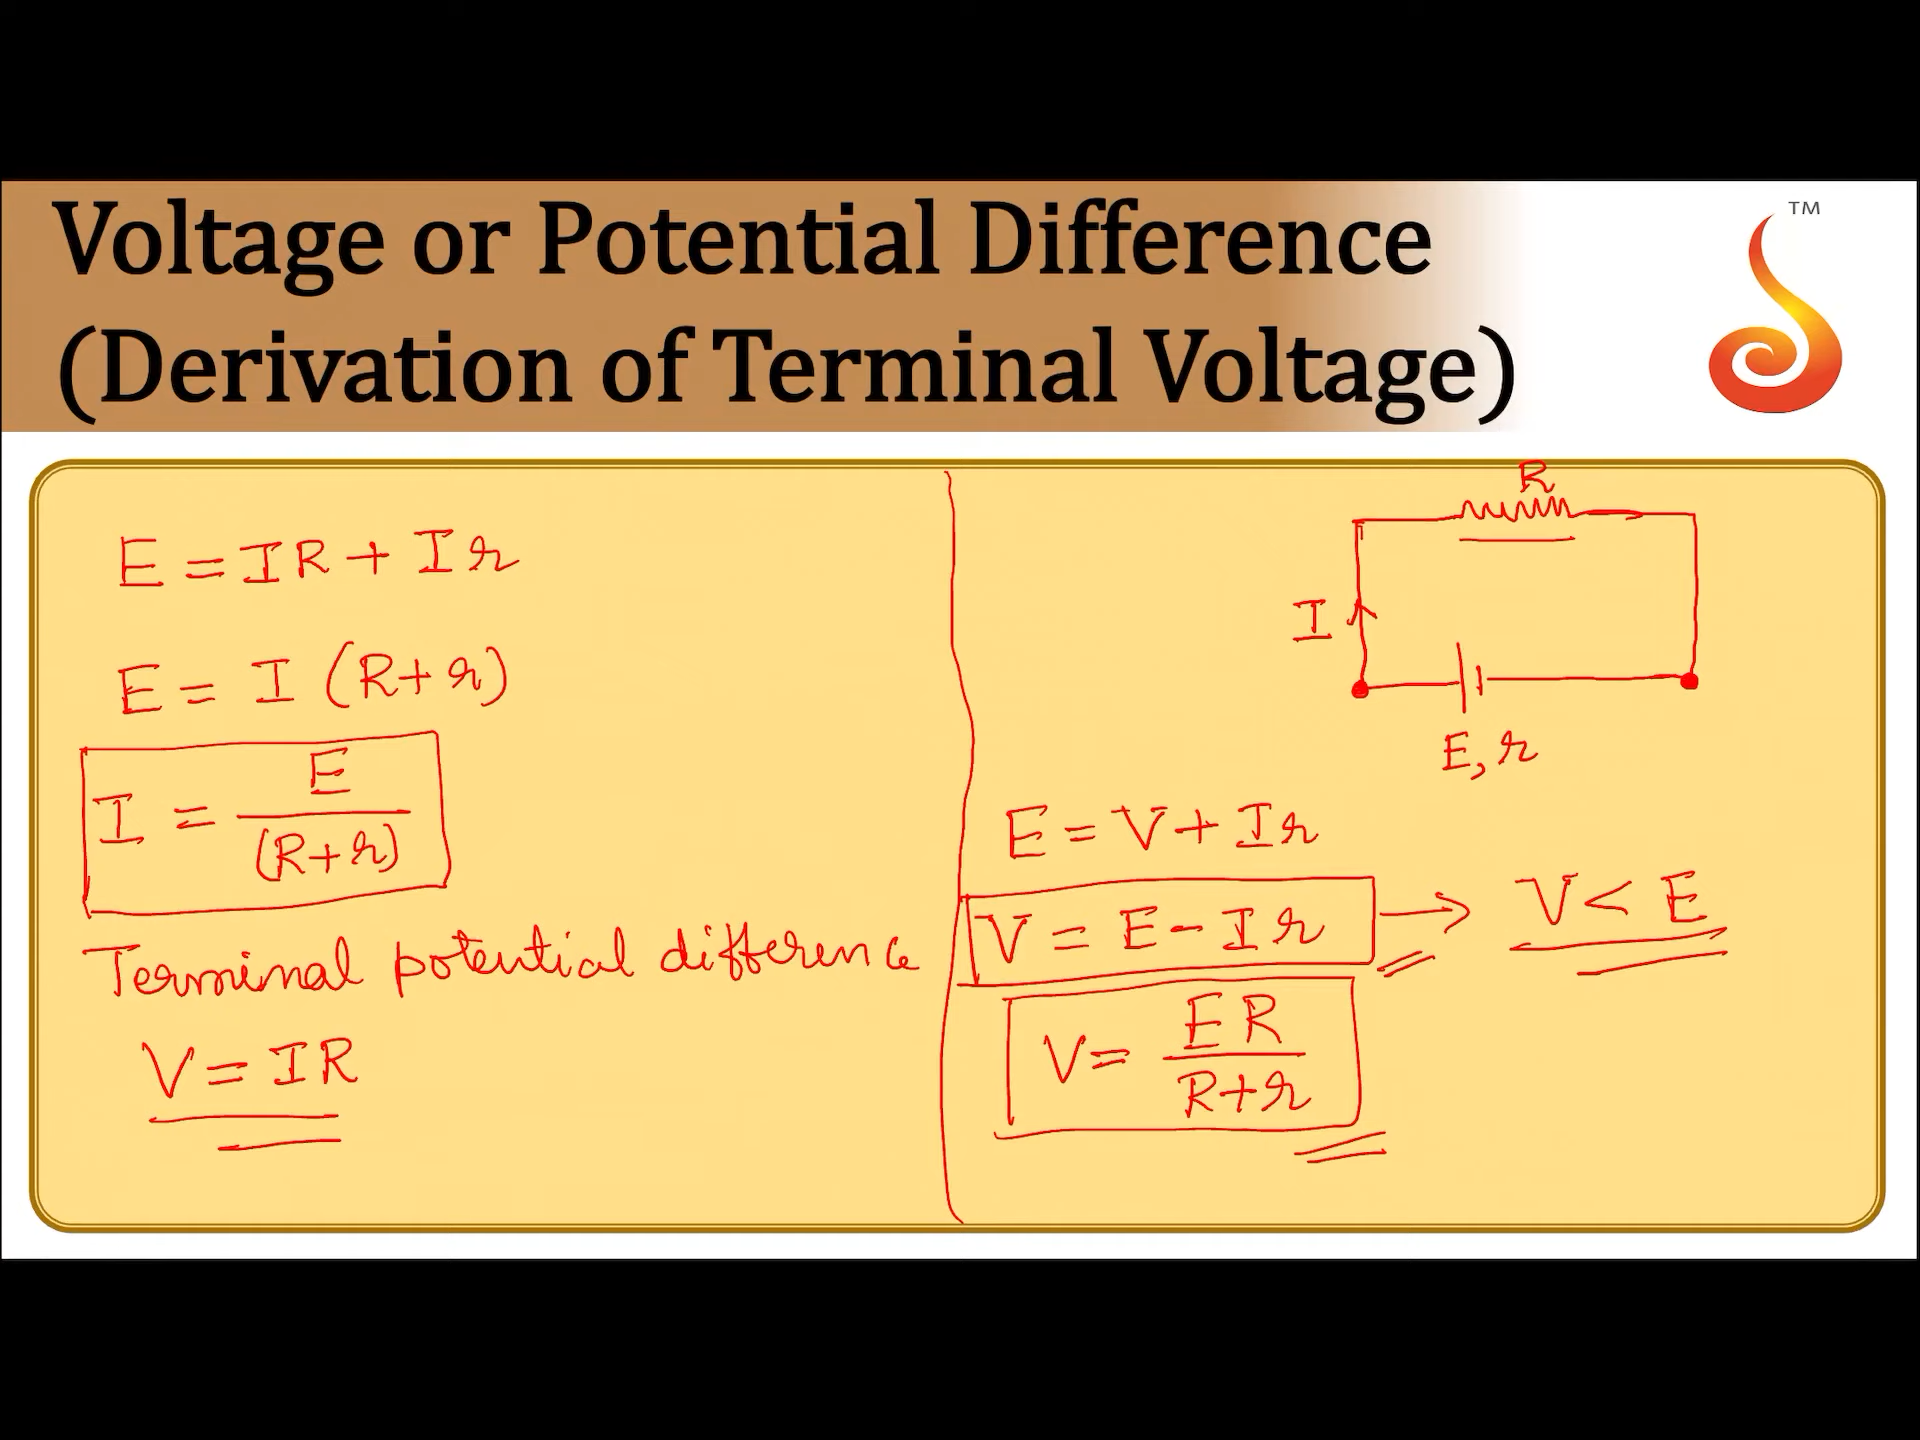 Voltage or Potential Difference
(Derivation of Terminal Voltage)
TM
E = IR + Ir
E = I (R+r)
I = E / (R+r)
Terminal potential difference
V = IR
R
I
E, r
E = V + Ir
V = E - Ir → V < E
V = ER / R+r